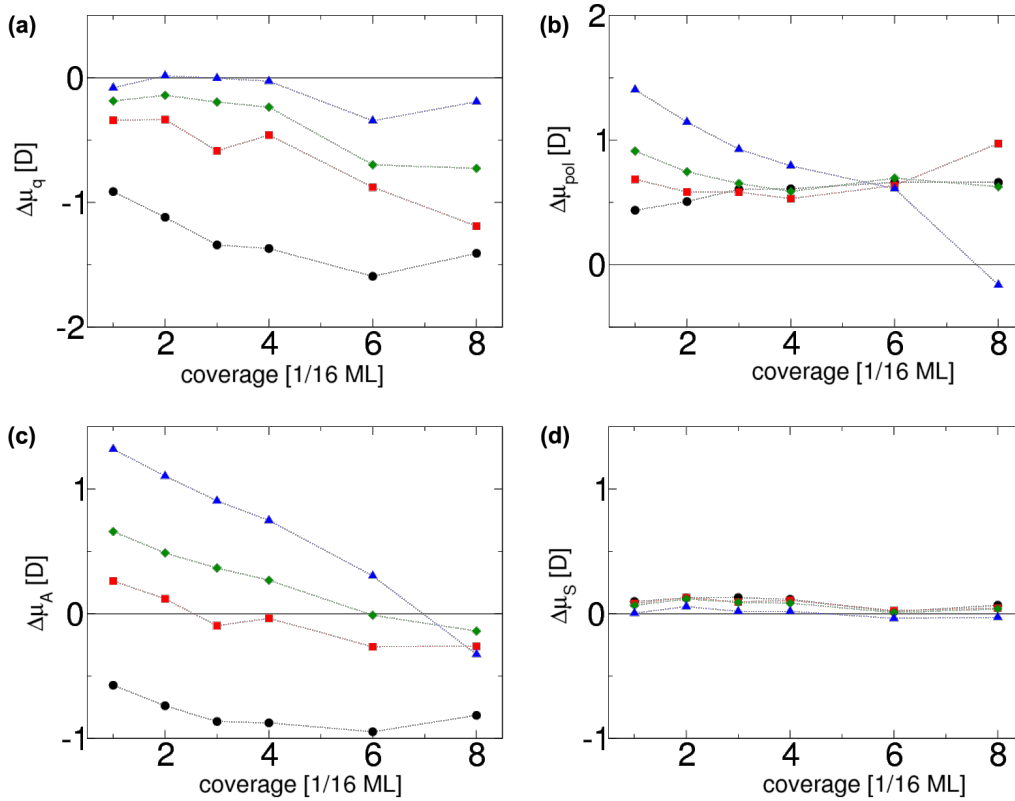 (a)
0
-1
-2
Δμq [D]
2 4 6 8
coverage [1/16 ML]
(b)
2
1
0
Δμpol [D]
2 4 6 8
coverage [1/16 ML]
(c)
1
0
-1
ΔμA [D]
2 4 6 8
coverage [1/16 ML]
(d)
1
0
-1
ΔμS [D]
2 4 6 8
coverage [1/16 ML]